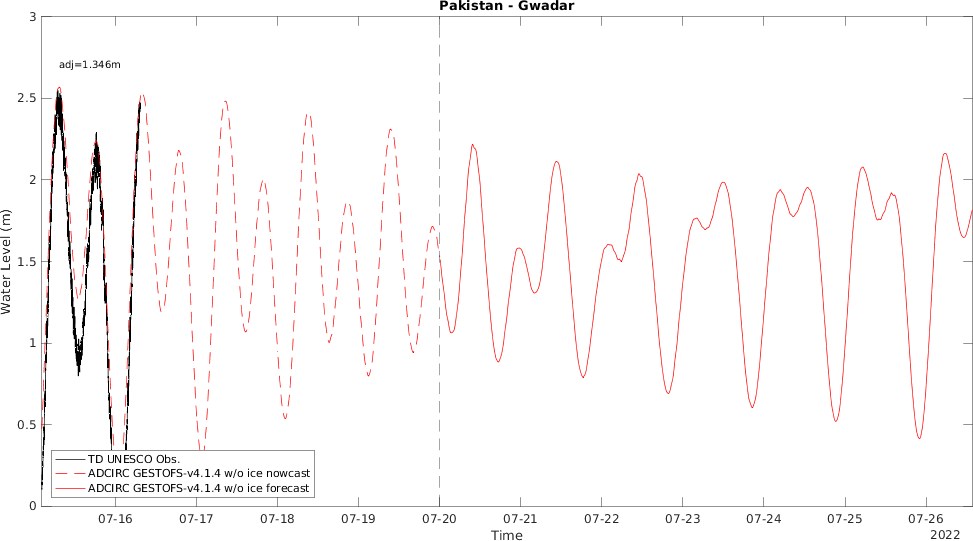 Pakistan - Gwadar
adj=1.346m
3
2.5
2
1.5
1
0.5
0
Water Level (m)
TD UNESCO Obs.
ADCIRC GESTOFS-v4.1.4 w/o ice nowcast
ADCIRC GESTOFS-v4.1.4 w/o ice forecast
07-16 07-17 07-18 07-19 07-20 07-21 07-22 07-23 07-24 07-25 07-26
Time
2022